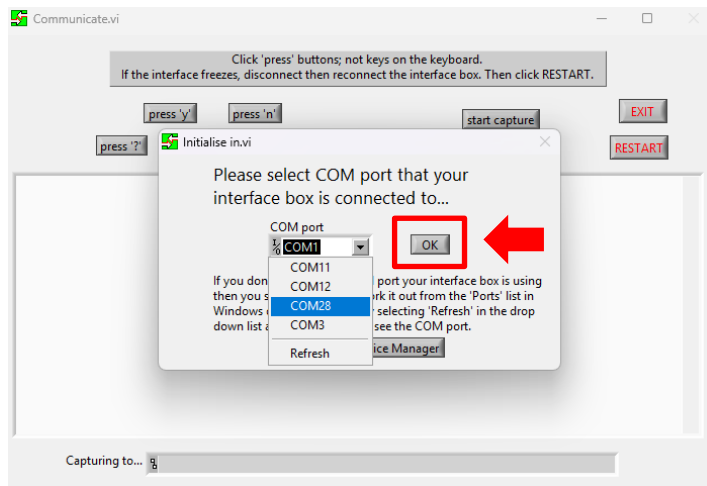 Communicate.vi
Click 'press' buttons; not keys on the keyboard.
If the interface freezes, disconnect then reconnect the interface box. Then click RESTART.
press 'y'
press 'n'
start capture
EXIT
press '?'
RESTART
Initialise in.vi
Please select COM port that your
interface box is connected to...
COM port
COM1
OK
COM11
COM12
COM28
COM3
Refresh
If you don port your interface box is using
then you rk it out from the 'Ports' list in
Windows selecting 'Refresh' in the drop
down list see the COM port.
ice Manager
Capturing to...